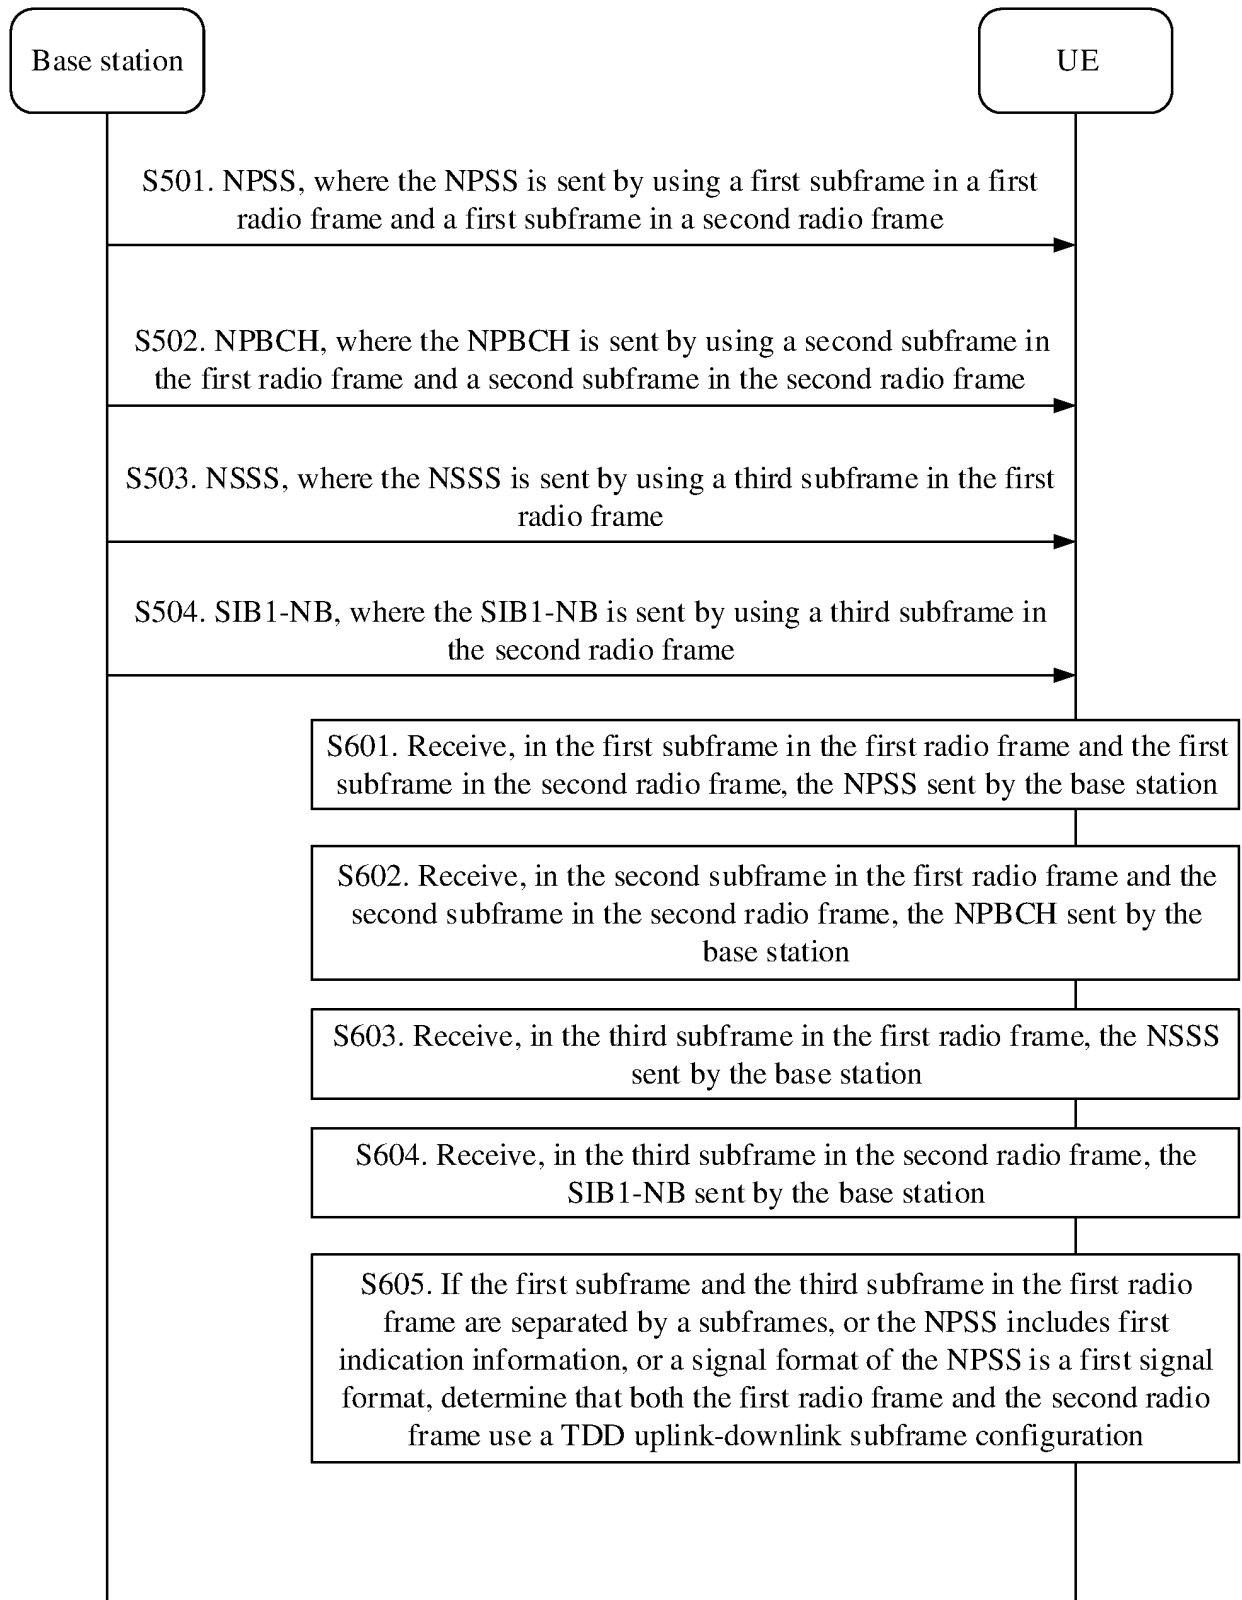 Base station
UE
S501. NPSS, where the NPSS is sent by using a first subframe in a first
radio frame and a first subframe in a second radio frame
S502. NPBCH, where the NPBCH is sent by using a second subframe in
the first radio frame and a second subframe in the second radio frame
S503. NSSS, where the NSSS is sent by using a third subframe in the first
radio frame
S504. SIB1-NB, where the SIB1-NB is sent by using a third subframe in
the second radio frame
S601. Receive, in the first subframe in the first radio frame and the first
subframe in the second radio frame, the NPSS sent by the base station
S602. Receive, in the second subframe in the first radio frame and the
second subframe in the second radio frame, the NPBCH sent by the
base station
S603. Receive, in the third subframe in the first radio frame, the NSSS
sent by the base station
S604. Receive, in the third subframe in the second radio frame, the
SIB1-NB sent by the base station
S605. If the first subframe and the third subframe in the first radio
frame are separated by a subframes, or the NPSS includes first
indication information, or a signal format of the NPSS is a first signal
format, determine that both the first radio frame and the second radio
frame use a TDD uplink-downlink subframe configuration